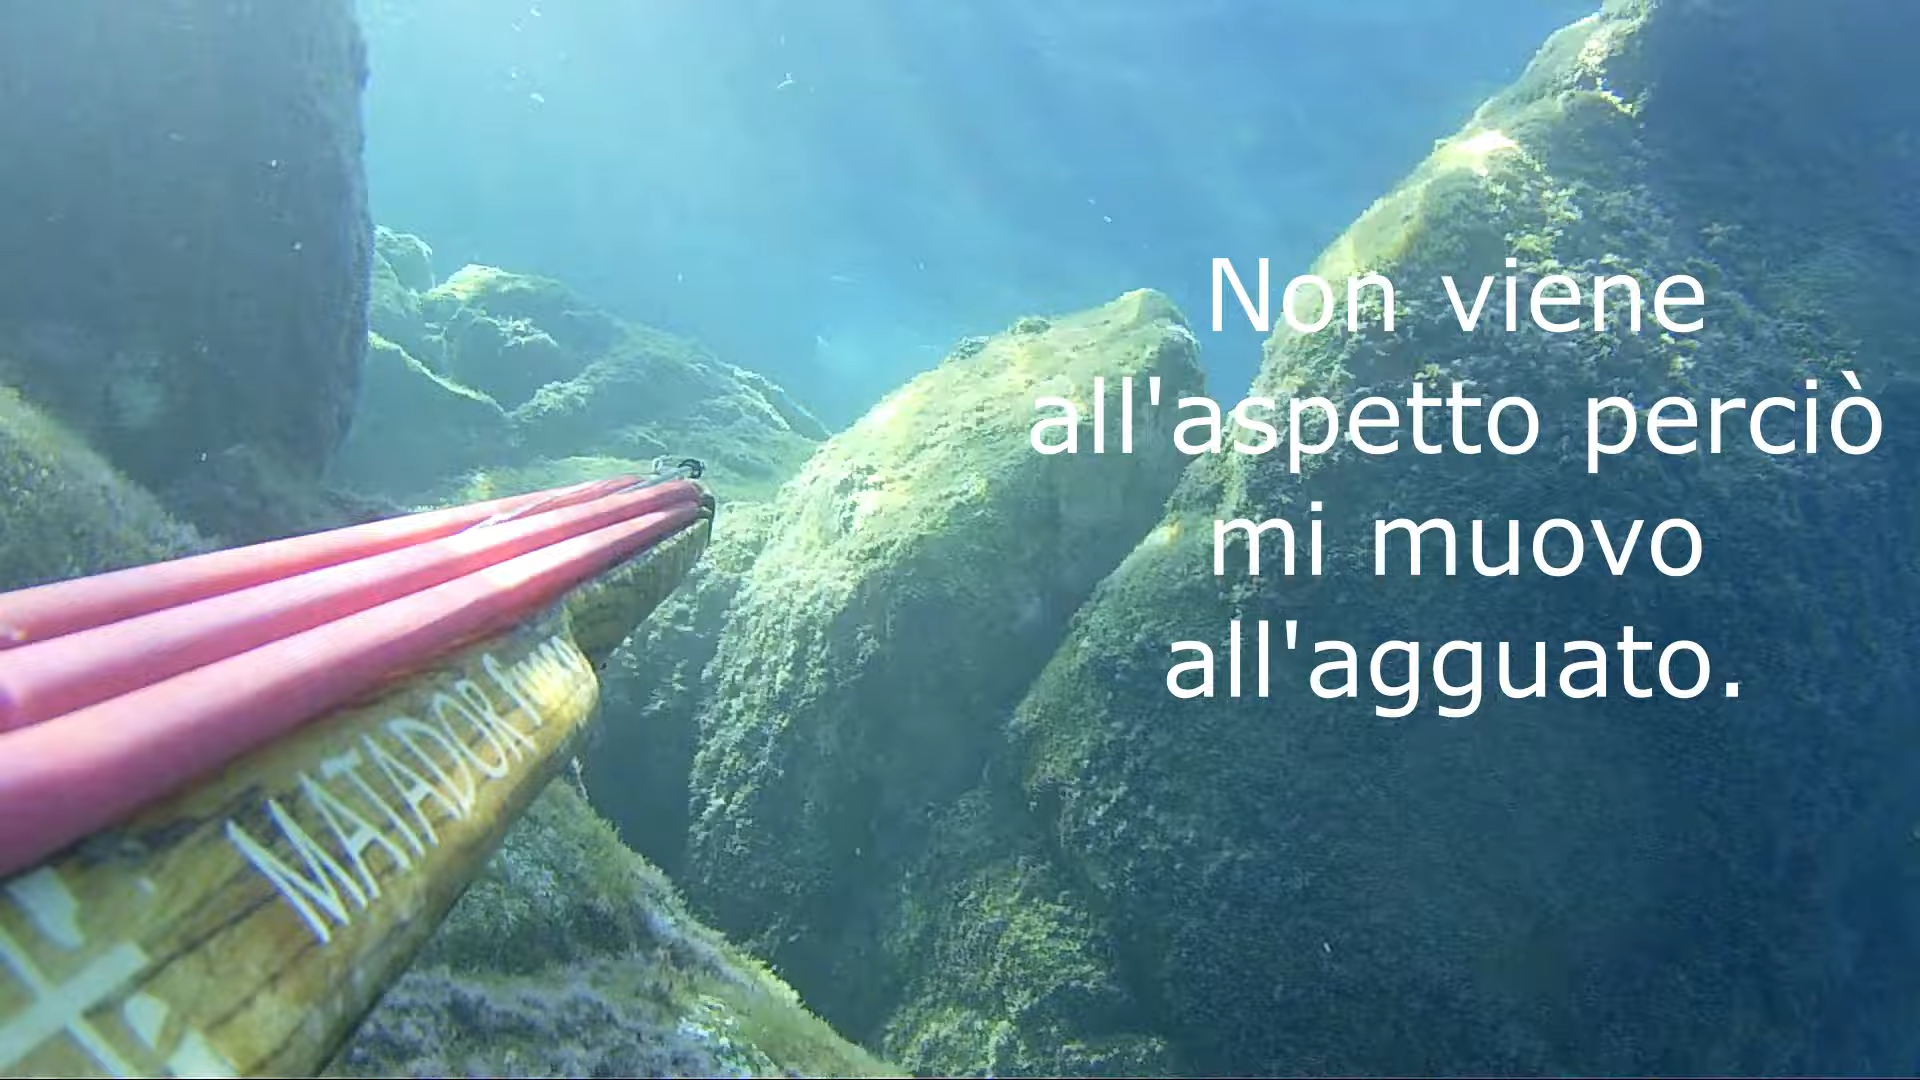 Non viene
all'aspetto perciò
mi muovo
all'agguato.
MATADOR